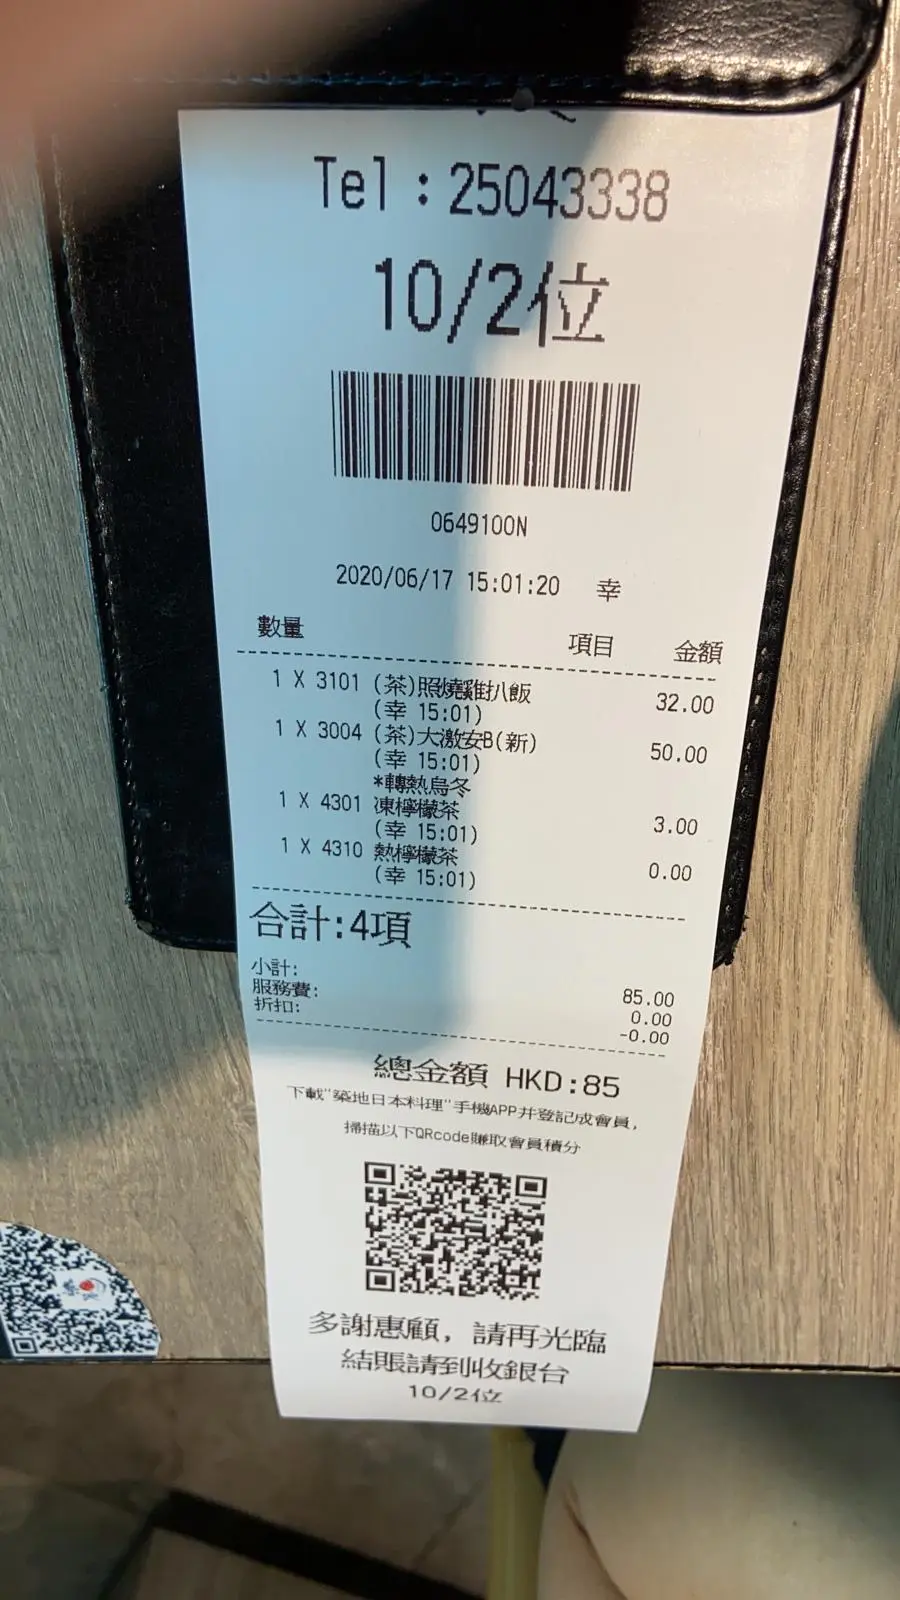 Tel：25043338
10/2位
0649100N
2020/06/17 15:01:20 幸
數量 項目 金額
1 X 3101 (茶)照燒雞扒飯 32.00
(幸 15:01)
1 X 3004 (茶)大激安B(新) 50.00
(幸 15:01)
*轉熱烏冬
1 X 4301 凍檸檬茶 3.00
(幸 15:01)
1 X 4310 熱檸檬茶 0.00
(幸 15:01)
合計:4項
小計: 85.00
服務費: 0.00
折扣: -0.00
總金額 HKD:85
下載"築地日本料理"手機APP并登記成會員，
掃描以下QRcode賺取會員積分
多謝惠顧，請再光臨
結賬請到收銀台
10/2位